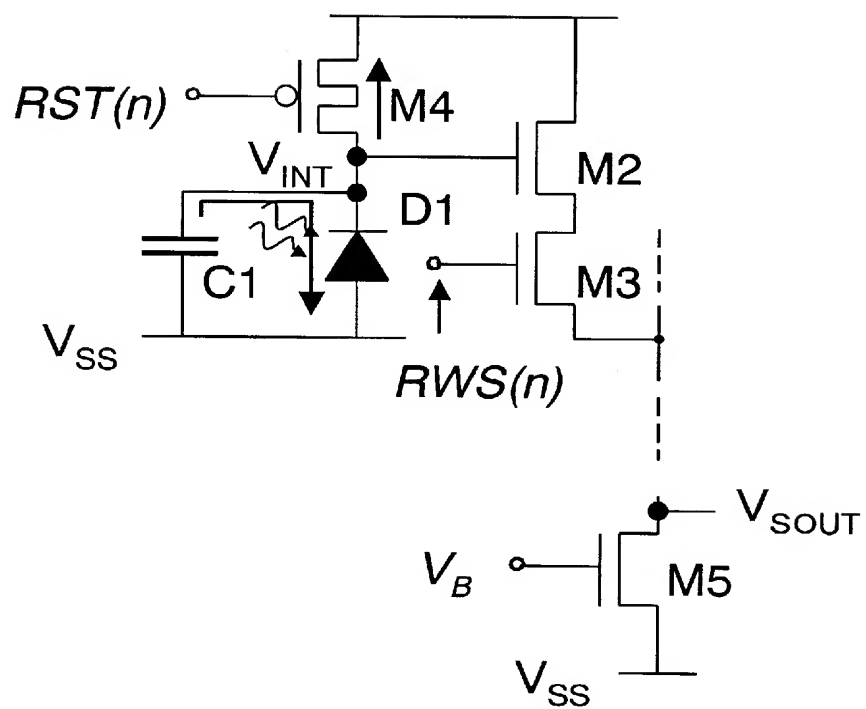 RST(n)
M4
V_INT
M2
D1
C1
M3
V_SS
RWS(n)
V_SOUT
V_B
M5
V_SS